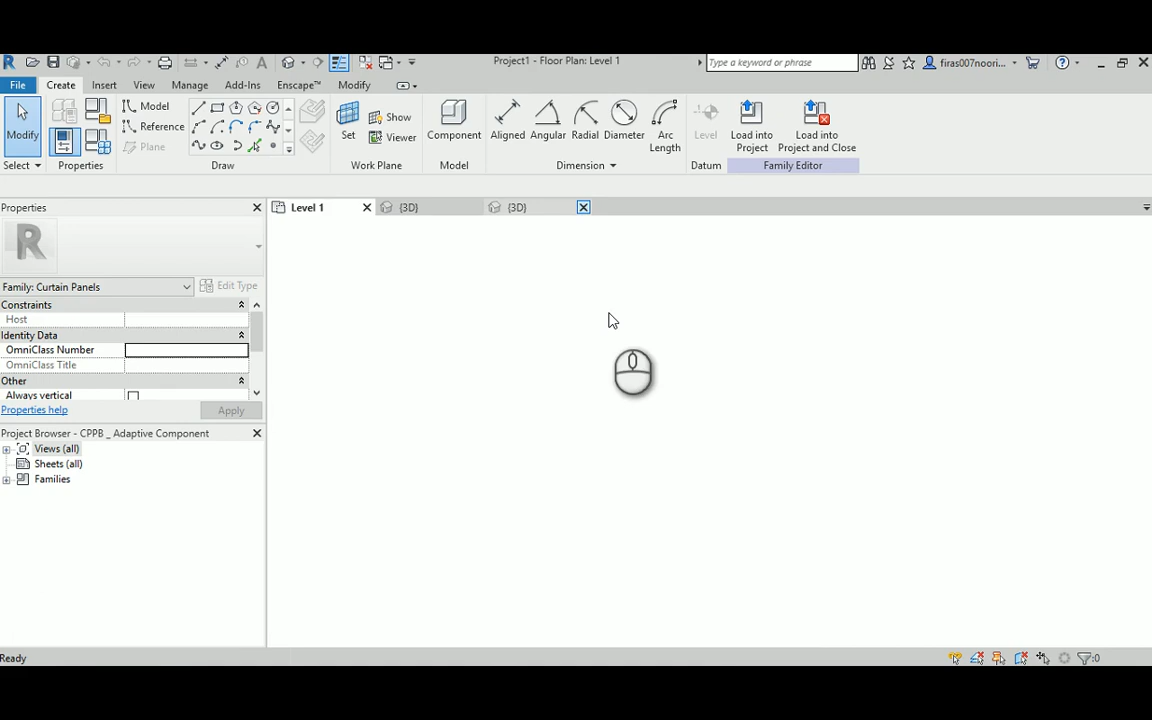 Project1 - Floor Plan: Level 1
Type a keyword or phrase
firas007noori...
File Create Insert View Manage Add-Ins Enscape™ Modify
Modify
Model
Reference
Plane
Set
Show
Viewer
Component
Aligned Angular Radial Diameter Arc Length
Level
Load into Project
Load into Project and Close
Select Properties Draw Work Plane Model Dimension Datum Family Editor
Properties
Level 1 {3D} {3D}
R
Family: Curtain Panels Edit Type
Constraints
Host
Identity Data
OmniClass Number
OmniClass Title
Other
Always vertical
Properties help Apply
Project Browser - CPPB _ Adaptive Component
Views (all)
Sheets (all)
Families
Ready
:0